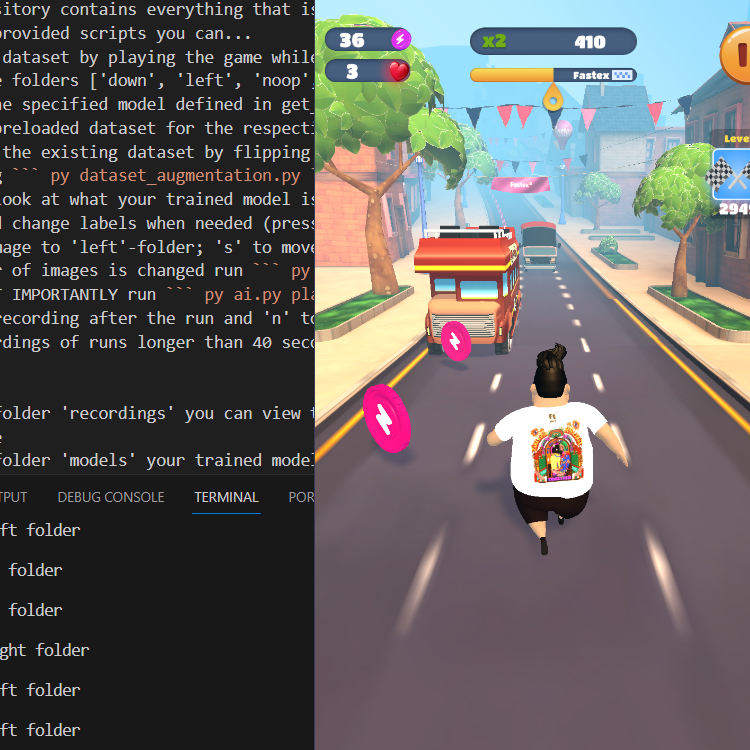 sitory contains everything that is
provided scripts you can...
dataset by playing the game while
e folders ['down', 'left', 'noop'
he specified model defined in get_
preloaded dataset for the respecti
the existing dataset by flipping
g ``` py dataset_augmentation.py `
look at what your trained model is
d change labels when needed (press
mage to 'left'-folder; 's' to move
r of images is changed run ``` py
T IMPORTANTLY run ``` py ai.py pla
recording after the run and 'n' to
rdings of runs longer than 40 seco
folder 'recordings' you can view t
e
folder 'models' your trained model
TPUT DEBUG CONSOLE TERMINAL POR
ft folder
folder
folder
ght folder
ft folder
ft folder
36
3
x2 410
Fastex
Leve
294
Fastex